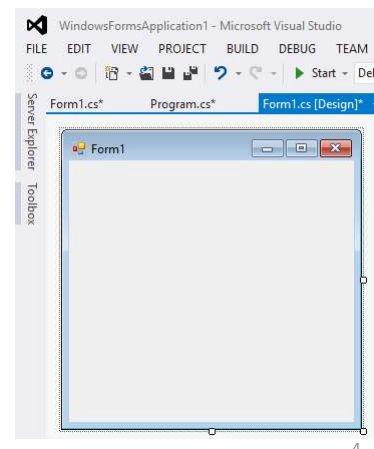 WindowsFormsApplication1 - Microsoft Visual Studio
FILE EDIT VIEW PROJECT BUILD DEBUG TEAM
Start - Del
Form1.cs* Program.cs* Form1.cs [Design]*
Server Explorer
Toolbox
Form1